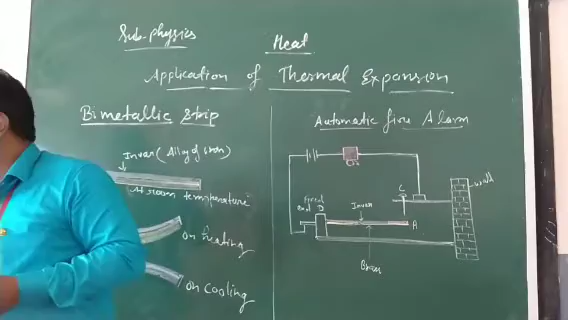 Sub-physics
Heat
Application of Thermal Expansion
Bimetallic Strip
Invar (Alloy of iron)
At room temperature
On heating
On cooling
Automatic fire Alarm
C
fixed
end
D
Invar
A
Brass